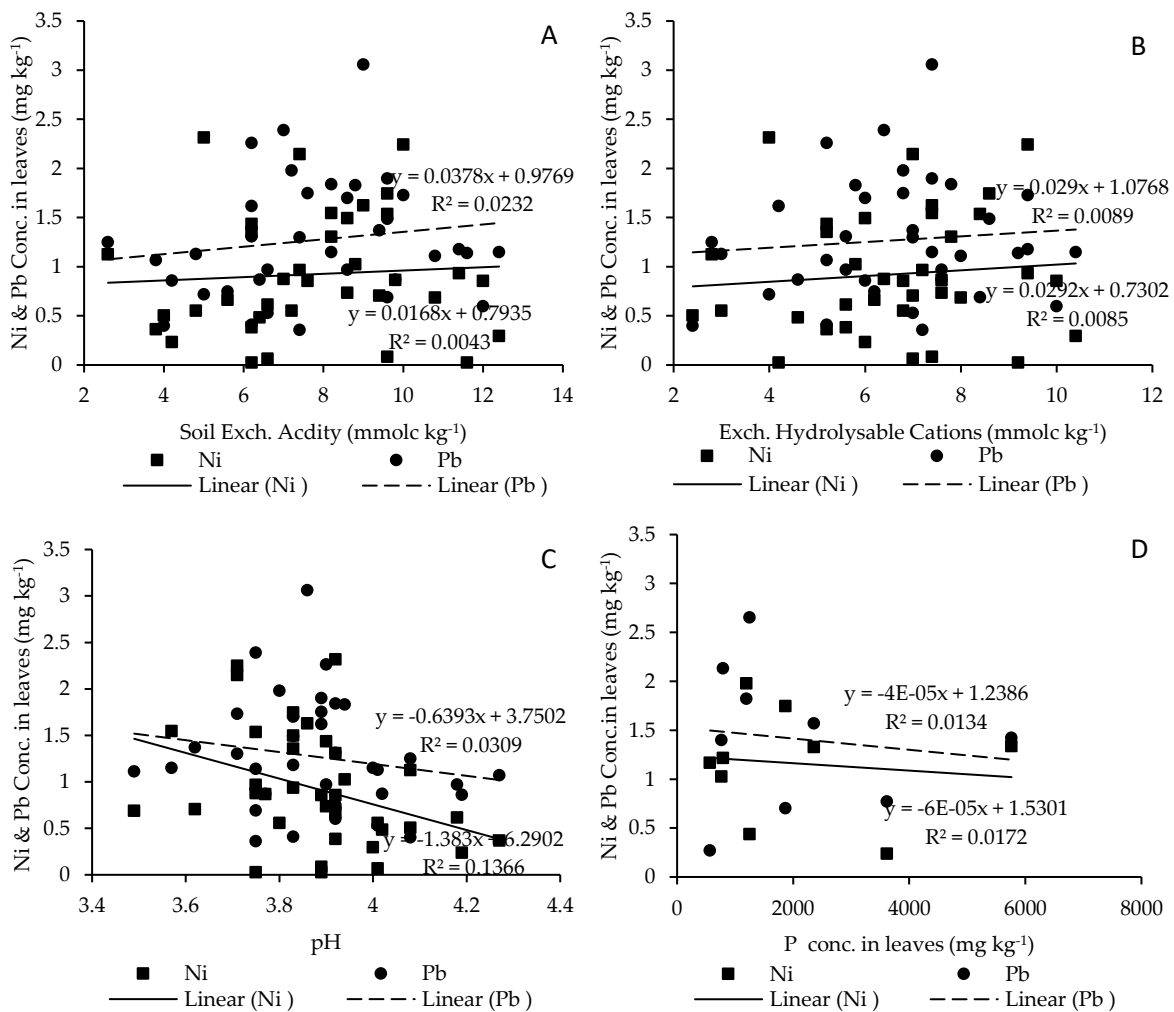 A
Ni & Pb Conc. in leaves (mg kg⁻¹)
3.5
3
2.5
2
1.5
1
0.5
0
y = 0.0378x + 0.9769
R² = 0.0232
y = 0.0168x + 0.7935
R² = 0.0043
2 4 6 8 10 12 14
Soil Exch. Acdity (mmolc kg⁻¹)
Ni Pb
Linear (Ni ) Linear (Pb )
B
Ni & Pb Conc. in leaves (mg kg⁻¹)
3.5
3
2.5
2
1.5
1
0.5
0
y = 0.029x + 1.0768
R² = 0.0089
y = 0.0292x + 0.7302
R² = 0.0085
2 4 6 8 10 12
Exch. Hydrolysable Cations (mmolc kg⁻¹)
Ni Pb
Linear (Ni ) Linear (Pb )
C
Ni & Pb Conc. in leaves (mg kg⁻¹)
3.5
3
2.5
2
1.5
1
0.5
0
y = -0.6393x + 3.7502
R² = 0.0309
y = -1.383x + 6.2902
R² = 0.1366
3.4 3.6 3.8 4 4.2 4.4
pH
Ni Pb
Linear (Ni ) Linear (Pb )
D
Ni & Pb Conc. in leaves (mg kg⁻¹)
3.5
3
2.5
2
1.5
1
0.5
0
y = -4E-05x + 1.2386
R² = 0.0134
y = -6E-05x + 1.5301
R² = 0.0172
0 2000 4000 6000 8000
P conc. in leaves (mg kg⁻¹)
Ni Pb
Linear (Ni ) Linear (Pb )